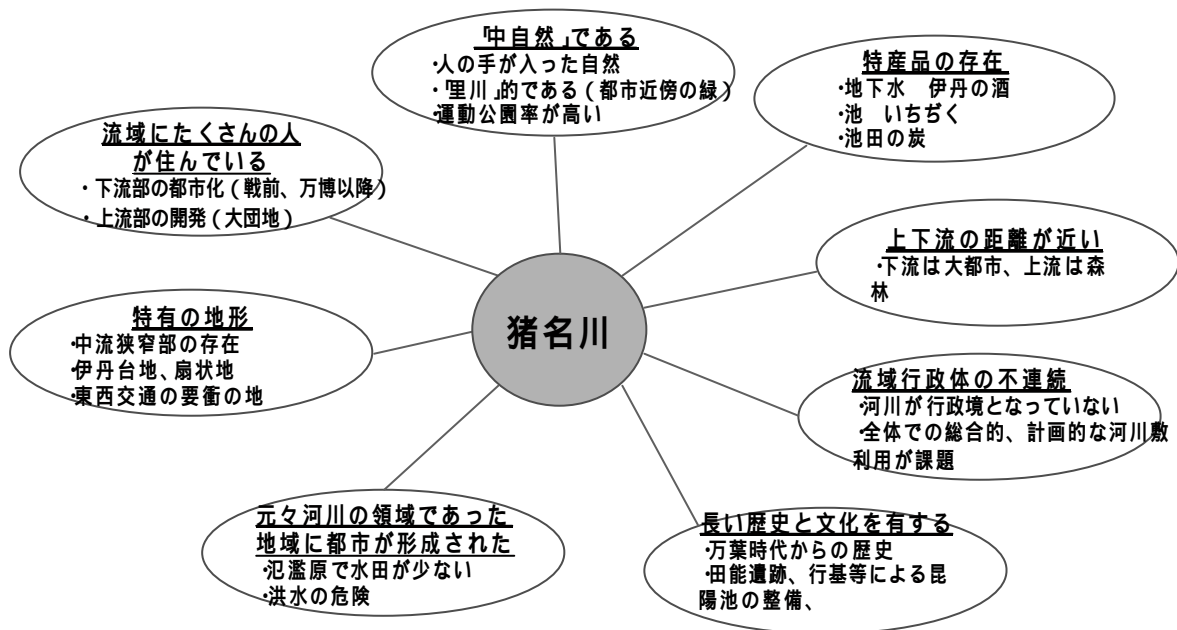 「中自然」である
・人の手が入った自然
・「里川」的である（都市近傍の緑）
・運動公園率が高い
特産品の存在
・地下水　伊丹の酒
・池　いちぢく
・池田の炭
流域にたくさんの人
が住んでいる
・下流部の都市化（戦前、万博以降）
・上流部の開発（大団地）
上下流の距離が近い
・下流は大都市、上流は森
林
猪名川
特有の地形
・中流狭窄部の存在
・伊丹台地、扇状地
・東西交通の要衝の地
流域行政体の不連続
・河川が行政境となっていない
・全体での総合的、計画的な河川敷
利用が課題
元々河川の領域であった
地域に都市が形成された
・氾濫原で水田が少ない
・洪水の危険
長い歴史と文化を有する
・万葉時代からの歴史
・田能遺跡、行基等による昆
陽池の整備、